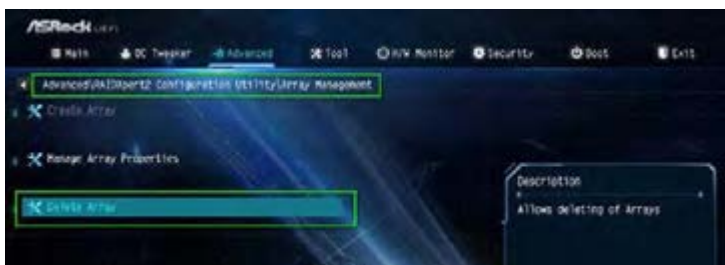 ASRock UEFI
Main OC Tweaker Advanced Tool H/W Monitor Security Boot Exit
Advanced\RAIDXpert2 Configuration Utility\Array Management
Create Array
Manage Array Properties
Delete Array
Description
Allows deleting of Arrays